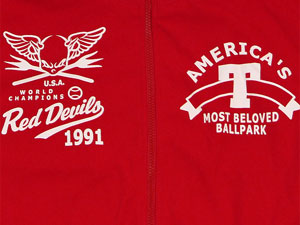 U.S.A.
WORLD
CHAMPIONS
Red Devils
1991
AMERICA'S
T
MOST BELOVED
BALLPARK